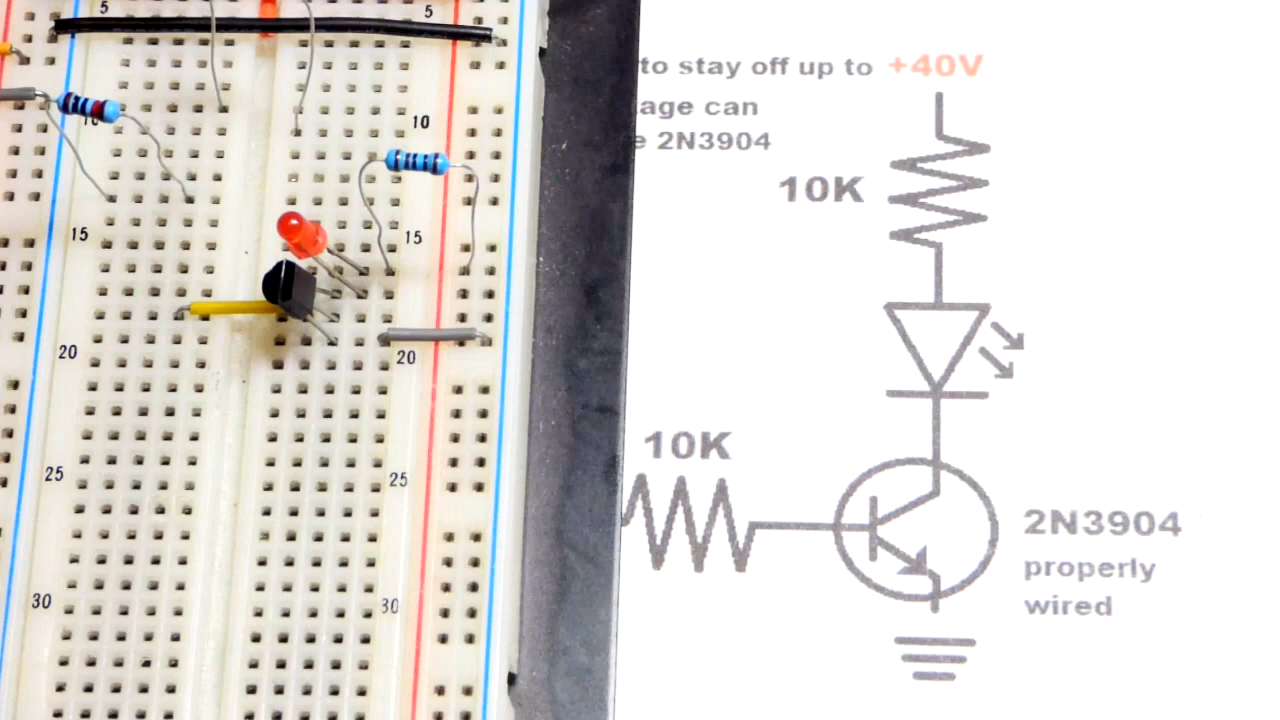 5
5
10
10
15
15
20
20
25
25
30
30
to stay off up to +40V
age can
2N3904
10K
10K
2N3904
properly
wired